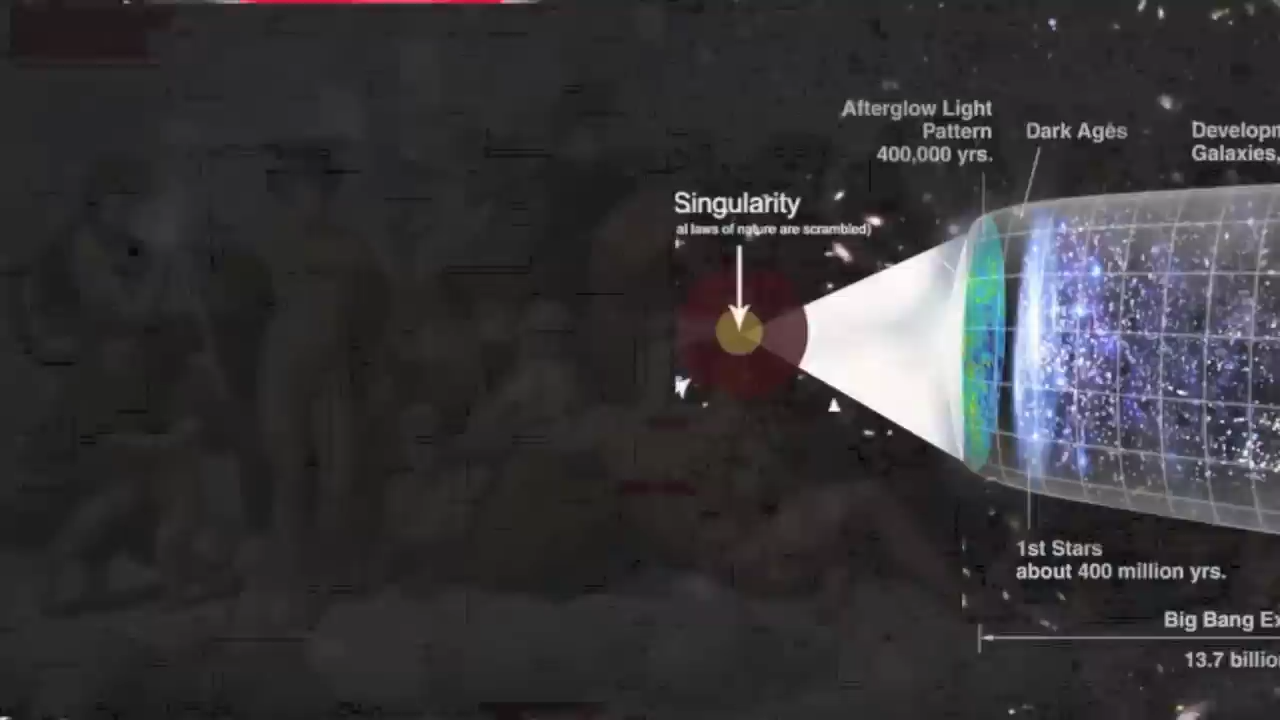 Afterglow Light
Pattern
400,000 yrs.
Dark Ages
Developm
Galaxies,
Singularity
al laws of nature are scrambled)
1st Stars
about 400 million yrs.
Big Bang Ex
13.7 billio